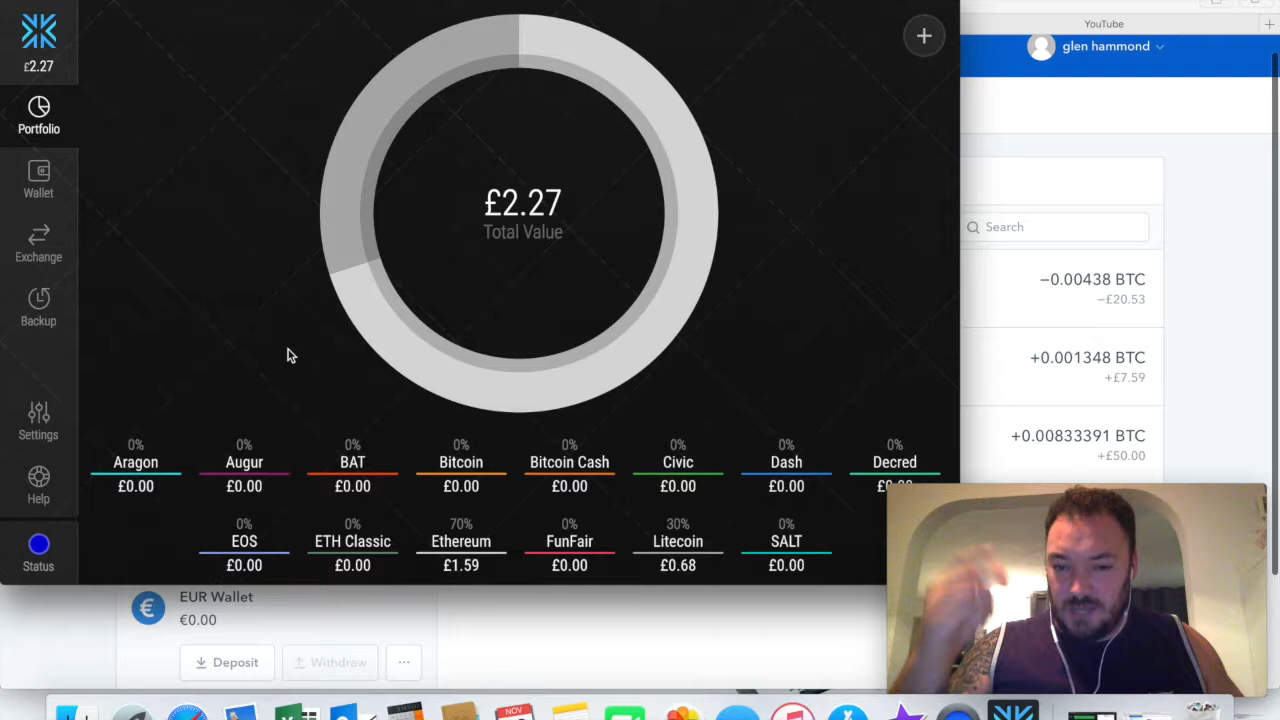 £2.27
Portfolio
Wallet
Exchange
Backup
Settings
Help
Status
£2.27
Total Value
0% 0% 0% 0% 0% 0% 0% 0%
Aragon Augur BAT Bitcoin Bitcoin Cash Civic Dash Decred
£0.00 £0.00 £0.00 £0.00 £0.00 £0.00 £0.00
0% 0% 70% 0% 30% 0%
EOS ETH Classic Ethereum FunFair Litecoin SALT
£0.00 £0.00 £1.59 £0.00 £0.68 £0.00
YouTube
glen hammond
Search
−0.00438 BTC
−£20.53
+0.001348 BTC
+£7.59
+0.00833391 BTC
+£50.00
EUR Wallet
€0.00
Deposit
Withdraw
NOV